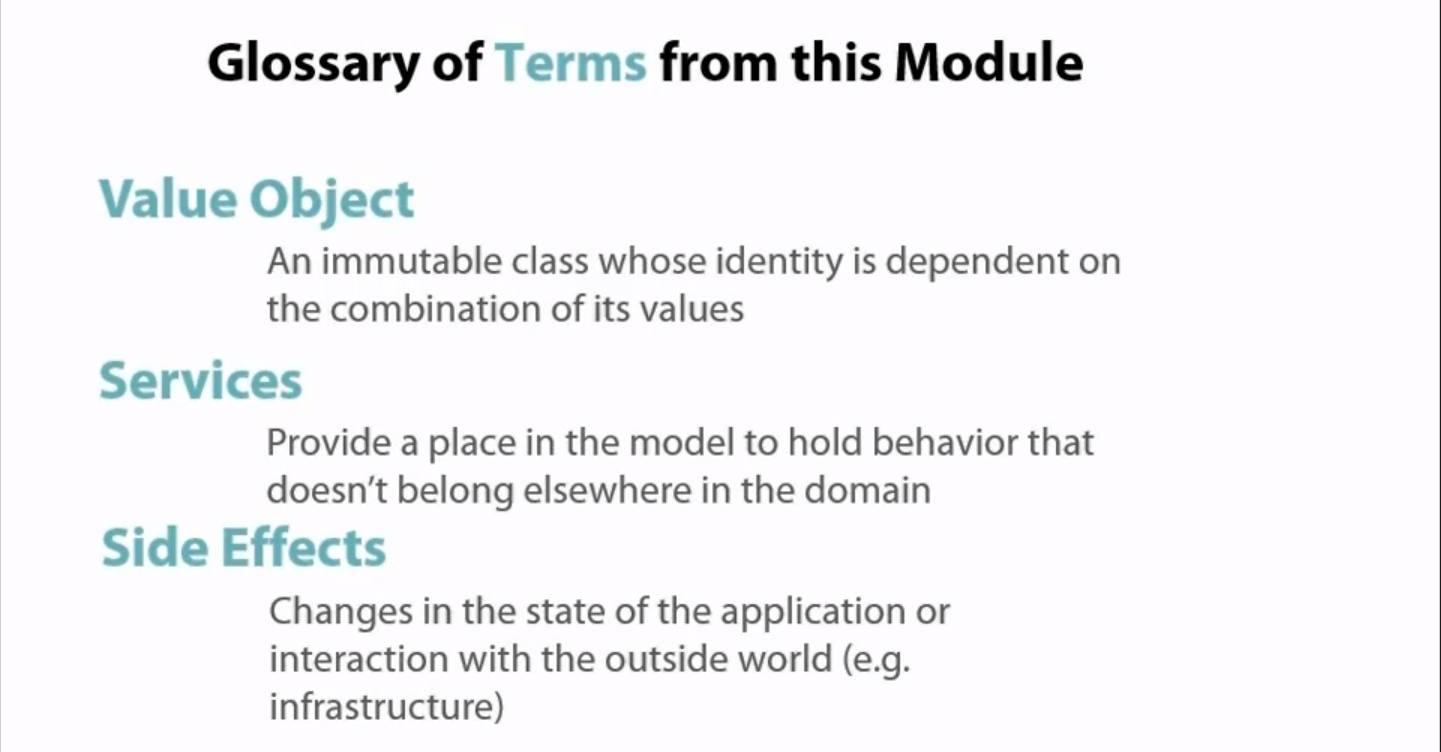 Glossary of Terms from this Module
Value Object
An immutable class whose identity is dependent on
the combination of its values
Services
Provide a place in the model to hold behavior that
doesn’t belong elsewhere in the domain
Side Effects
Changes in the state of the application or
interaction with the outside world (e.g.
infrastructure)